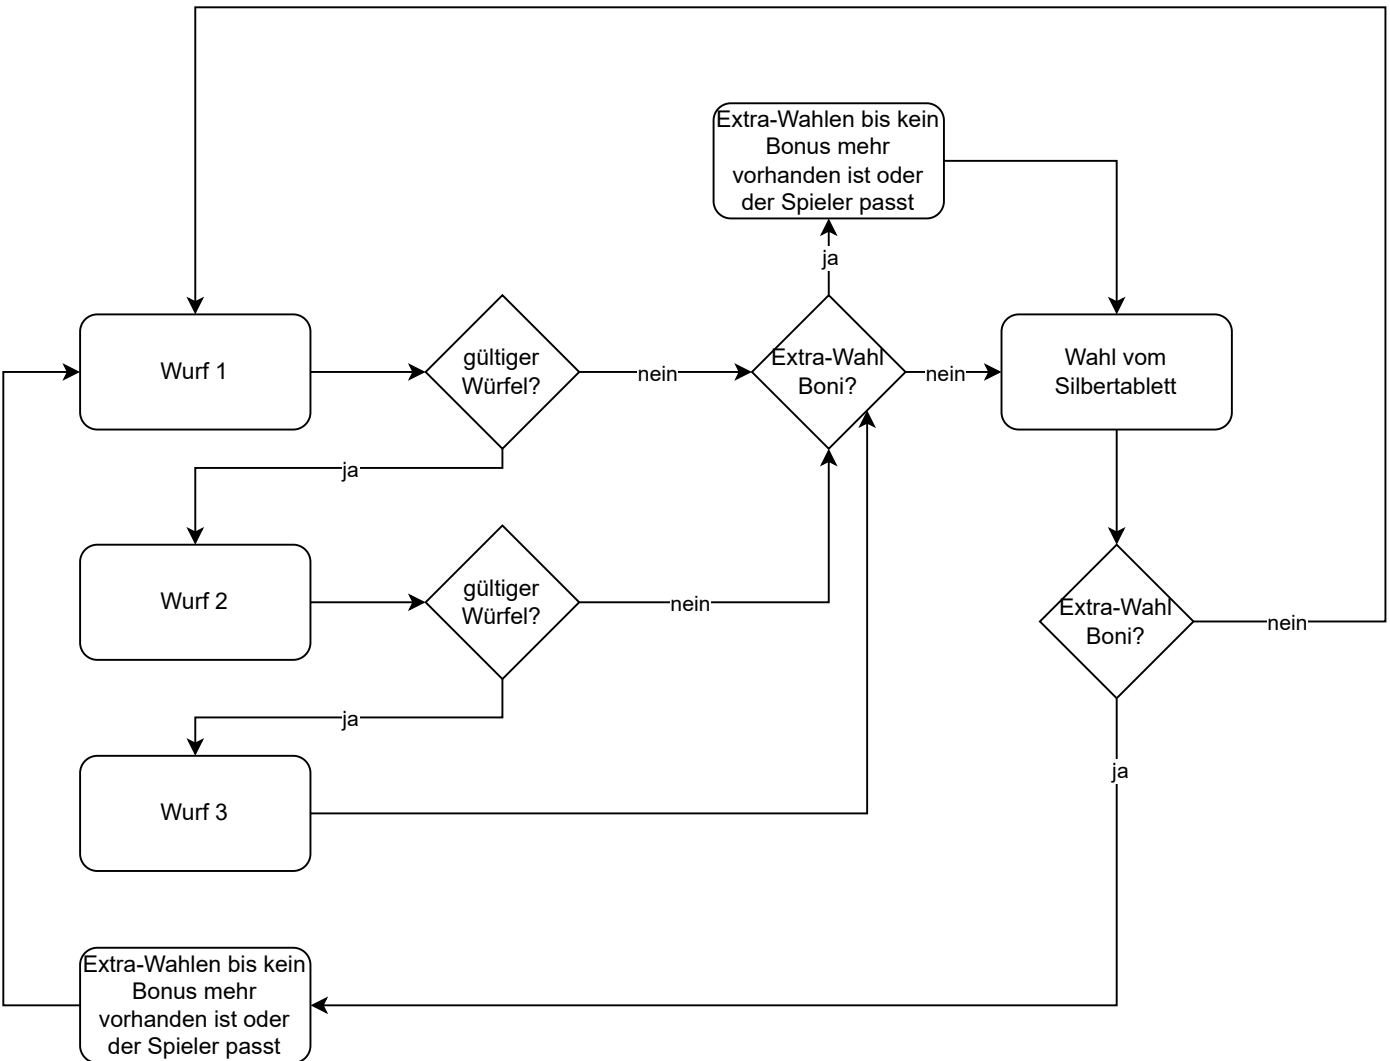 Extra-Wahlen bis kein
Bonus mehr
vorhanden ist oder
der Spieler passt
ja
Wurf 1
gültiger
Würfel?
nein
Extra-Wahl
Boni?
nein
Wahl vom
Silbertablett
ja
Wurf 2
gültiger
Würfel?
nein
Extra-Wahl
Boni?
nein
ja
ja
Wurf 3
Extra-Wahlen bis kein
Bonus mehr
vorhanden ist oder
der Spieler passt